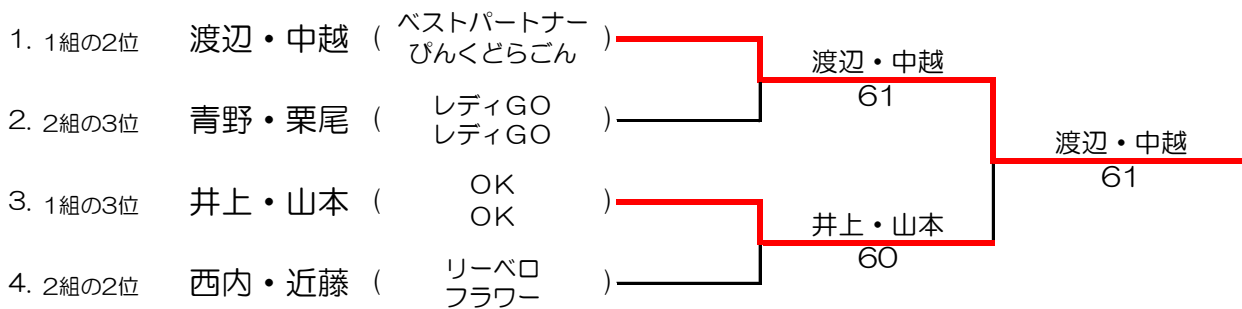 1. 1組の2位 渡辺・中越 ( ベストパートナー
ぴんくどらごん )
渡辺・中越
61
2. 2組の3位 青野・栗尾 ( レディGO
レディGO )
渡辺・中越
61
3. 1組の3位 井上・山本 ( OK
OK )
井上・山本
60
4. 2組の2位 西内・近藤 ( リーベロ
フラワー )